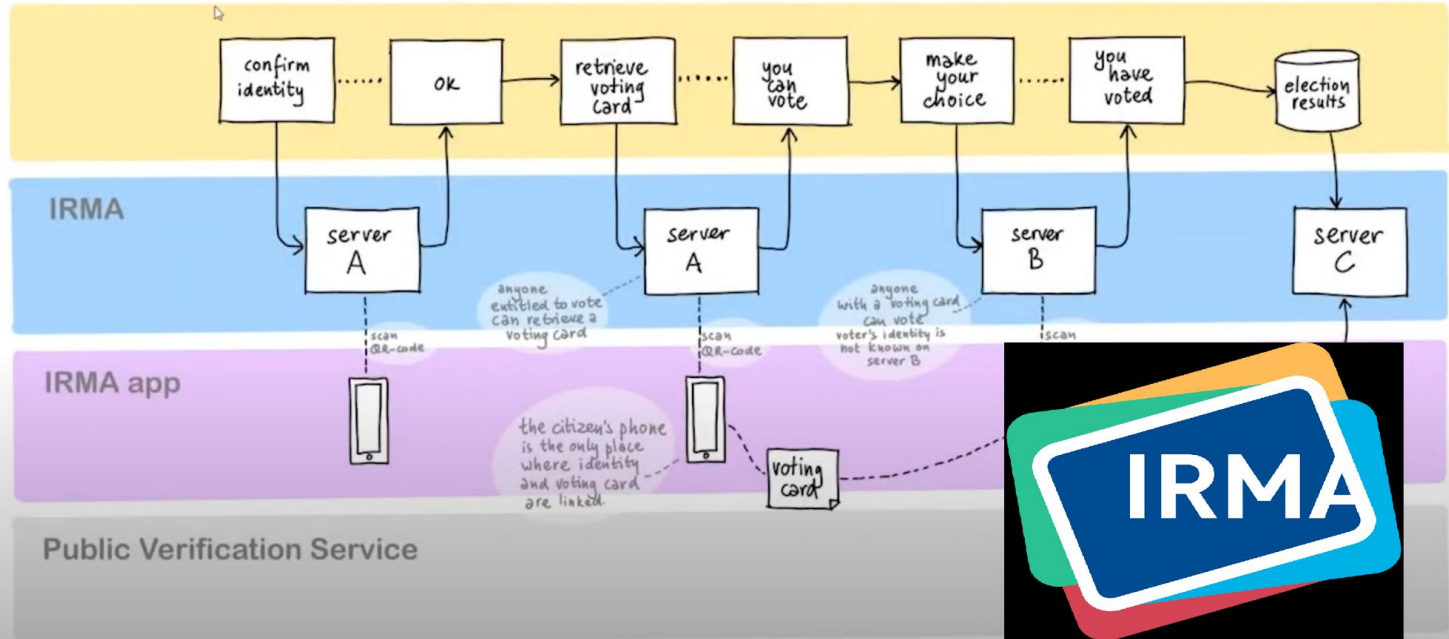 confirm
identity
OK
retrieve
voting
card
you
can
vote
make
your
choice
you
have
voted
election
results
IRMA
server
A
server
A
server
B
server
C
anyone
entitled to vote
can retrieve a
voting card
anyone
with a voting card
can vote
voter's identity is
not known on
server B
scan
QR-code
scan
QR-code
scan
IRMA app
the citizen's phone
is the only place
where identity
and voting card
are linked.
voting
card
IRMA
Public Verification Service